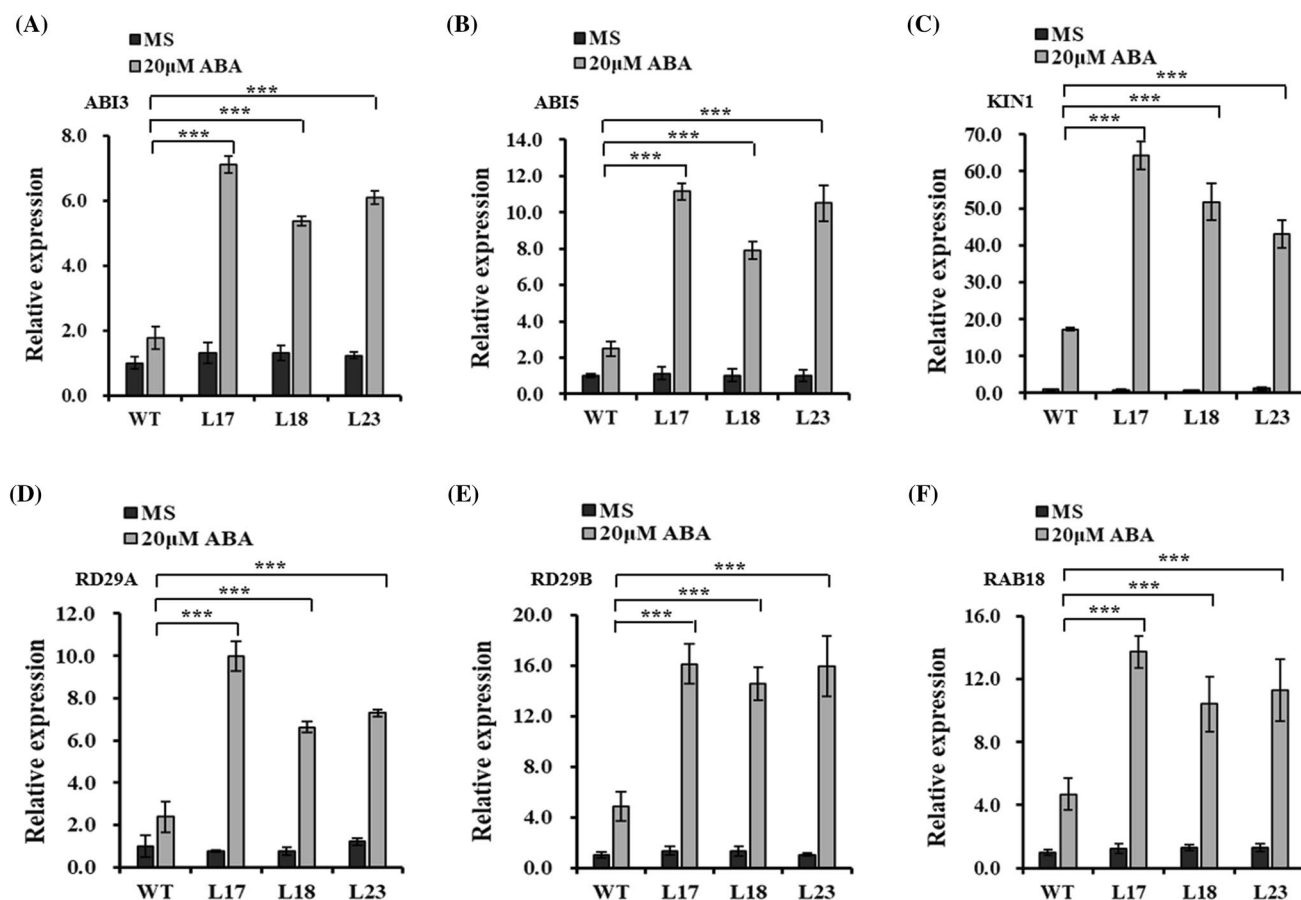 (A)
MS
20μM ABA
***
***
***
ABI3
Relative expression
8.0
6.0
4.0
2.0
0.0
WT L17 L18 L23
(B)
MS
20μM ABA
***
***
***
ABI5
Relative expression
14.0
12.0
10.0
8.0
6.0
4.0
2.0
0.0
WT L17 L18 L23
(C)
MS
20μM ABA
***
***
***
KIN1
Relative expression
70.0
60.0
50.0
40.0
30.0
20.0
10.0
0.0
WT L17 L18 L23
(D)
MS
20μM ABA
***
***
***
RD29A
Relative expression
12.0
10.0
8.0
6.0
4.0
2.0
0.0
WT L17 L18 L23
(E)
MS
20μM ABA
***
***
***
RD29B
Relative expression
20.0
16.0
12.0
8.0
4.0
0.0
WT L17 L18 L23
(F)
MS
20μM ABA
***
***
***
RAB18
Relative expression
16.0
12.0
8.0
4.0
0.0
WT L17 L18 L23